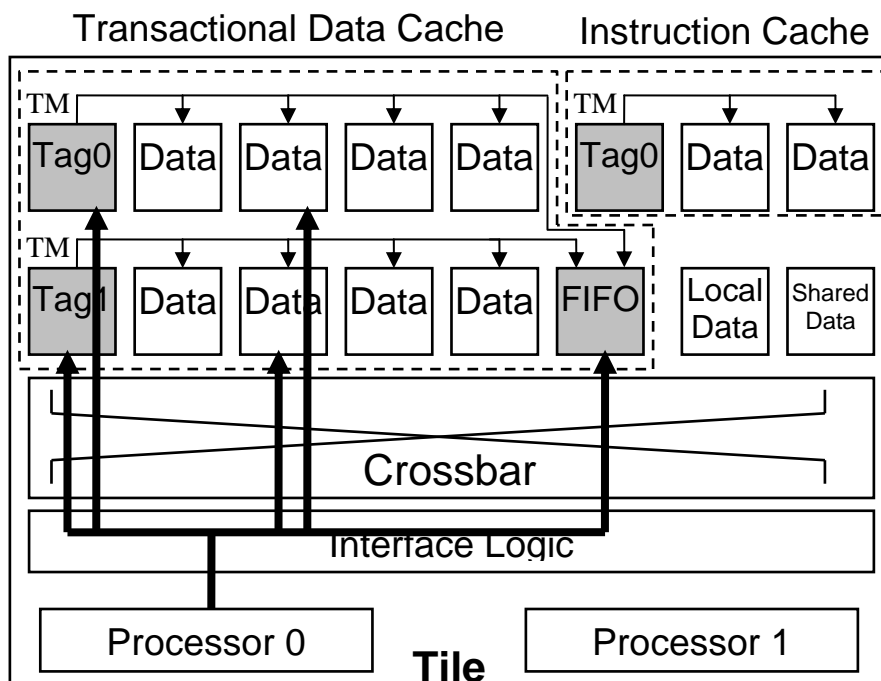 Transactional Data Cache Instruction Cache
TM TM
Tag0 Data Data Data Data Tag0 Data Data
TM
Tag1 Data Data Data Data FIFO Local Data Shared Data
Crossbar
Interface Logic
Processor 0 Processor 1
Tile